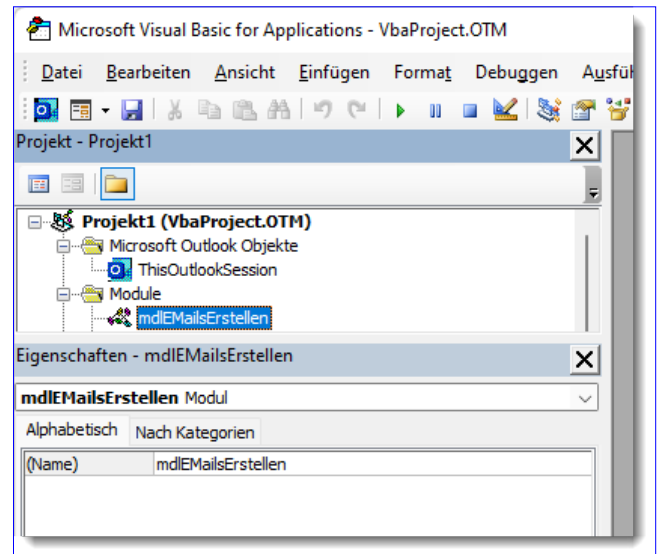 Microsoft Visual Basic for Applications - VbaProject.OTM
Datei Bearbeiten Ansicht Einfügen Format Debuggen Ausfüh
Projekt - Projekt1
Projekt1 (VbaProject.OTM)
Microsoft Outlook Objekte
ThisOutlookSession
Module
mdlEMailsErstellen
Eigenschaften - mdlEMailsErstellen
mdlEMailsErstellen Modul
Alphabetisch Nach Kategorien
(Name) mdlEMailsErstellen